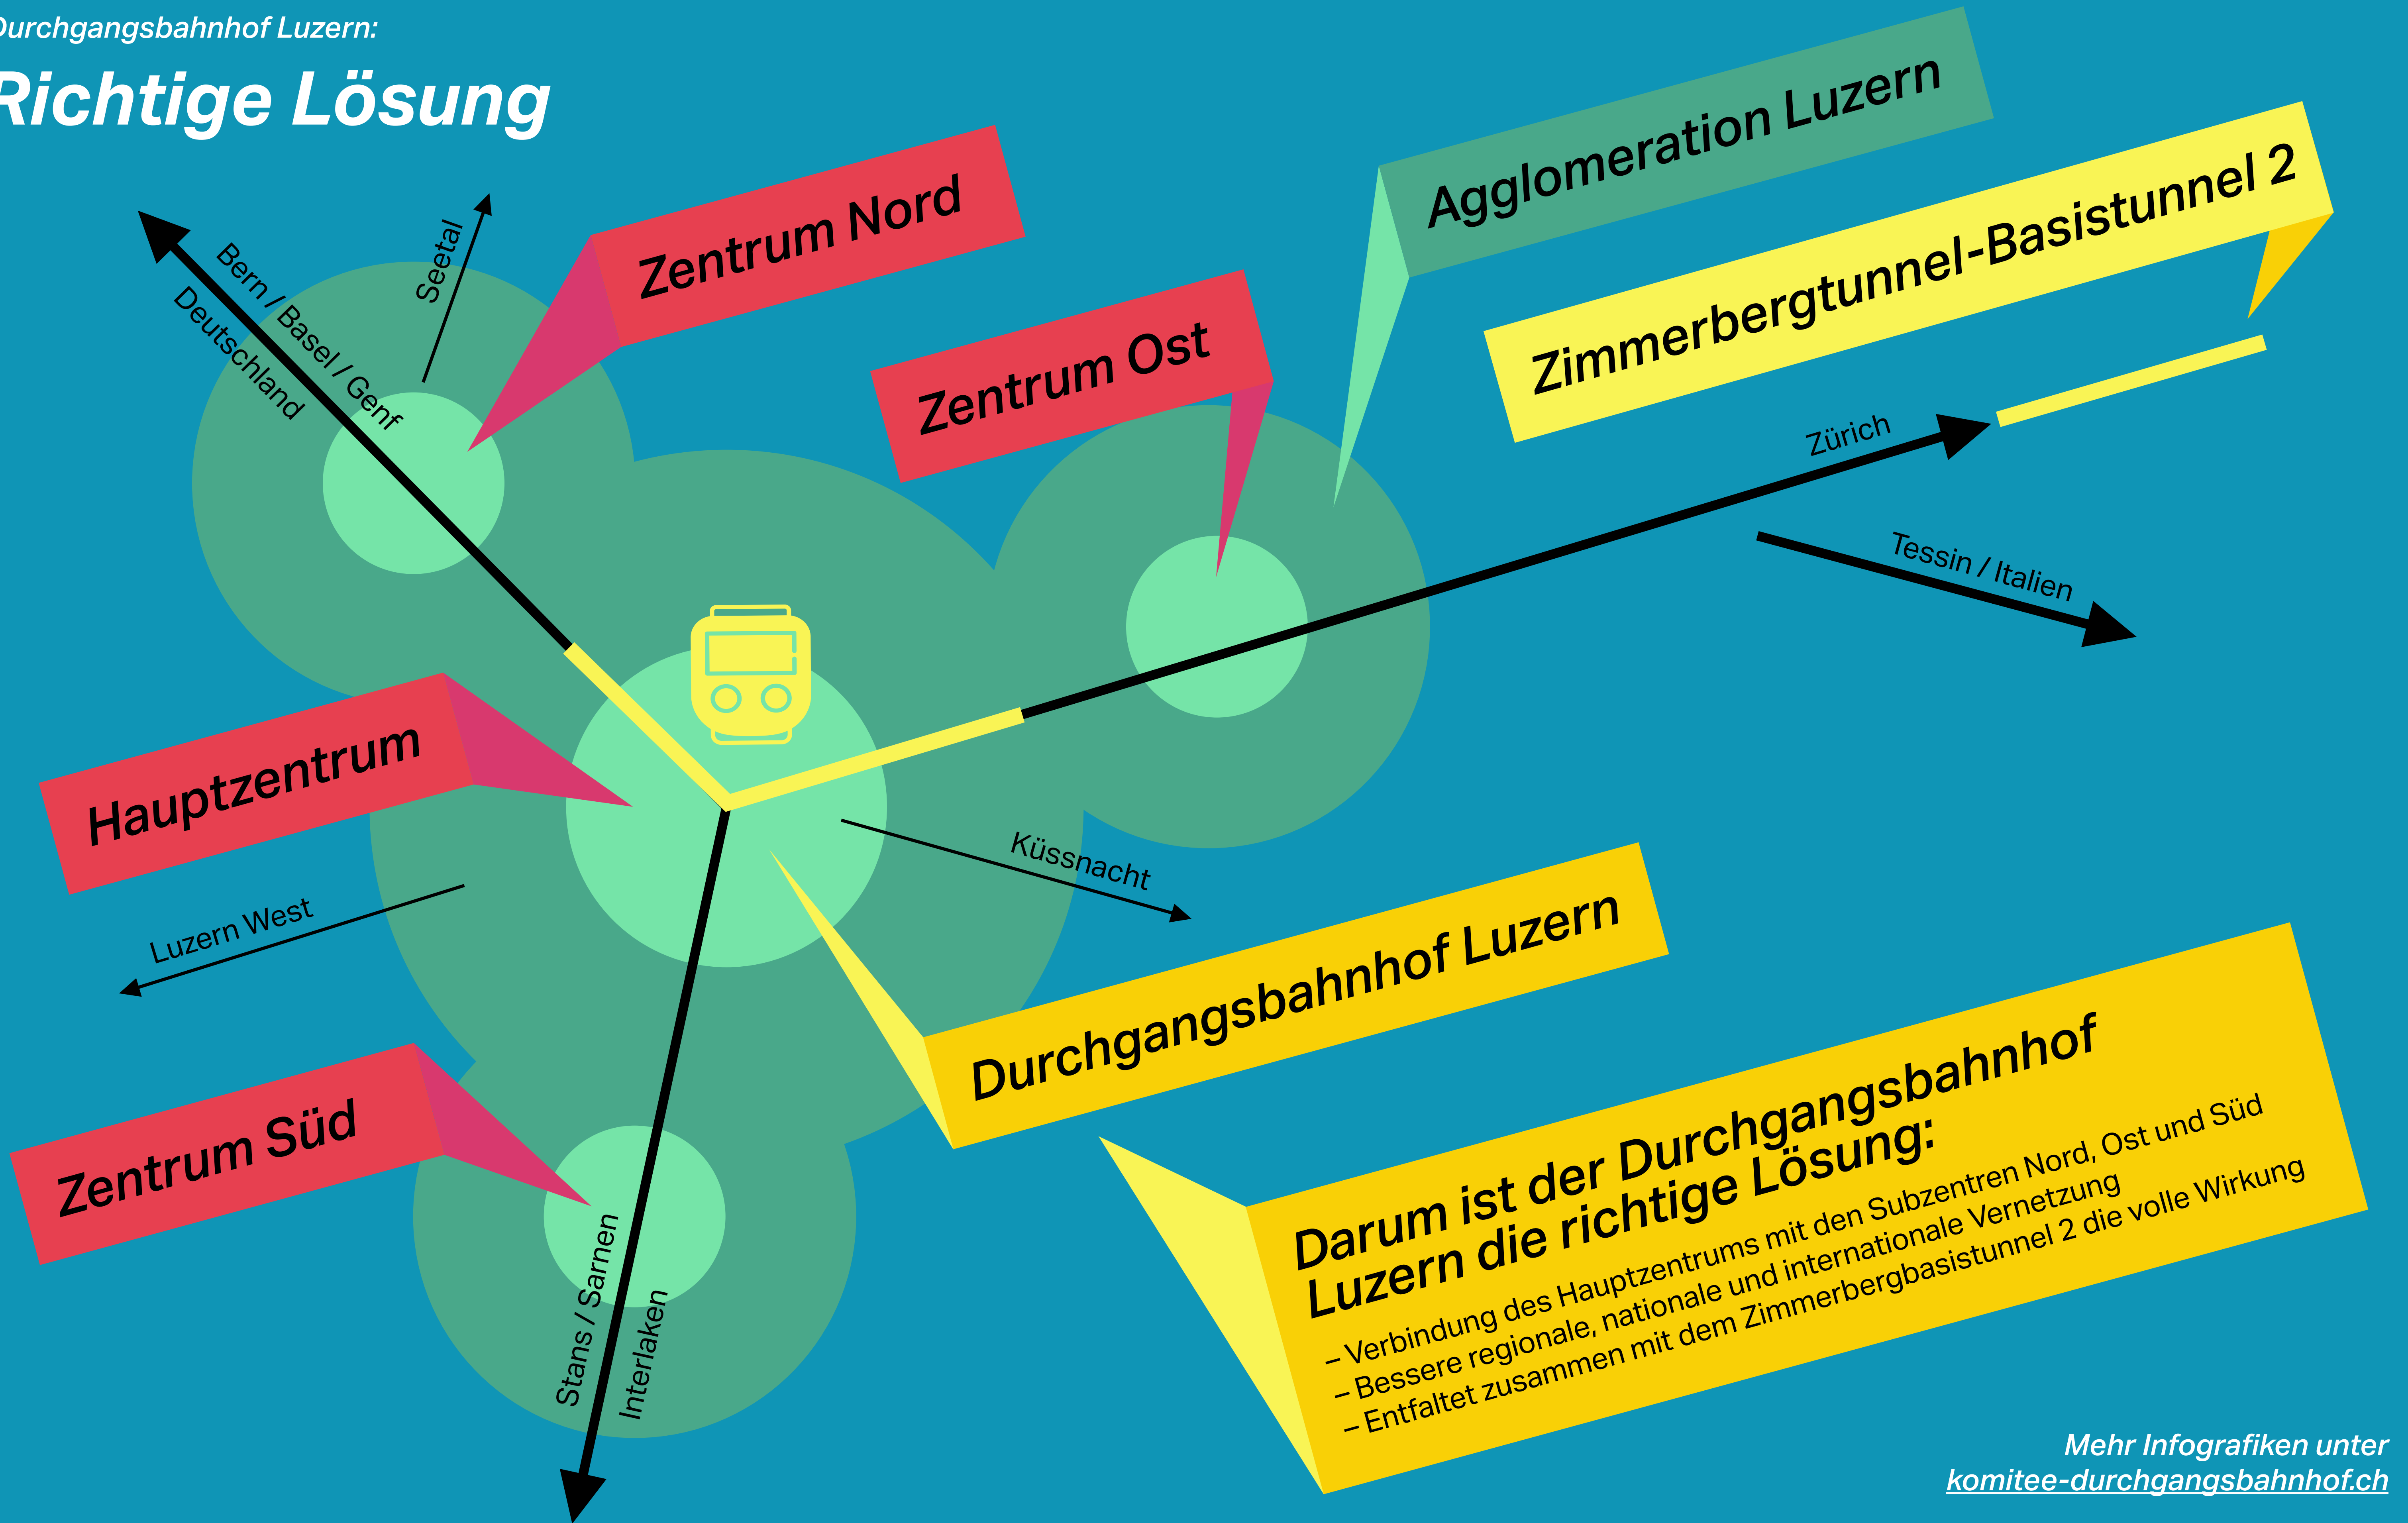 Durchgangsbahnhof Luzern:
Richtige Lösung
Agglomeration Luzern
Zimmerbergtunnel-Basistunnel 2
Zentrum Nord
Seetal
Bern / Basel / Genf
Deutschland
Zentrum Ost
Zürich
Tessin / Italien
Hauptzentrum
Küssnacht
Luzern West
Durchgangsbahnhof Luzern
Zentrum Süd
Stans / Sarnen
Interlaken
Darum ist der Durchgangsbahnhof
Luzern die richtige Lösung:
– Verbindung des Hauptzentrums mit den Subzentren Nord, Ost und Süd
– Bessere regionale, nationale und internationale Vernetzung
– Entfaltet zusammen mit dem Zimmerbergbasistunnel 2 die volle Wirkung
Mehr Infografiken unter
komitee-durchgangsbahnhof.ch